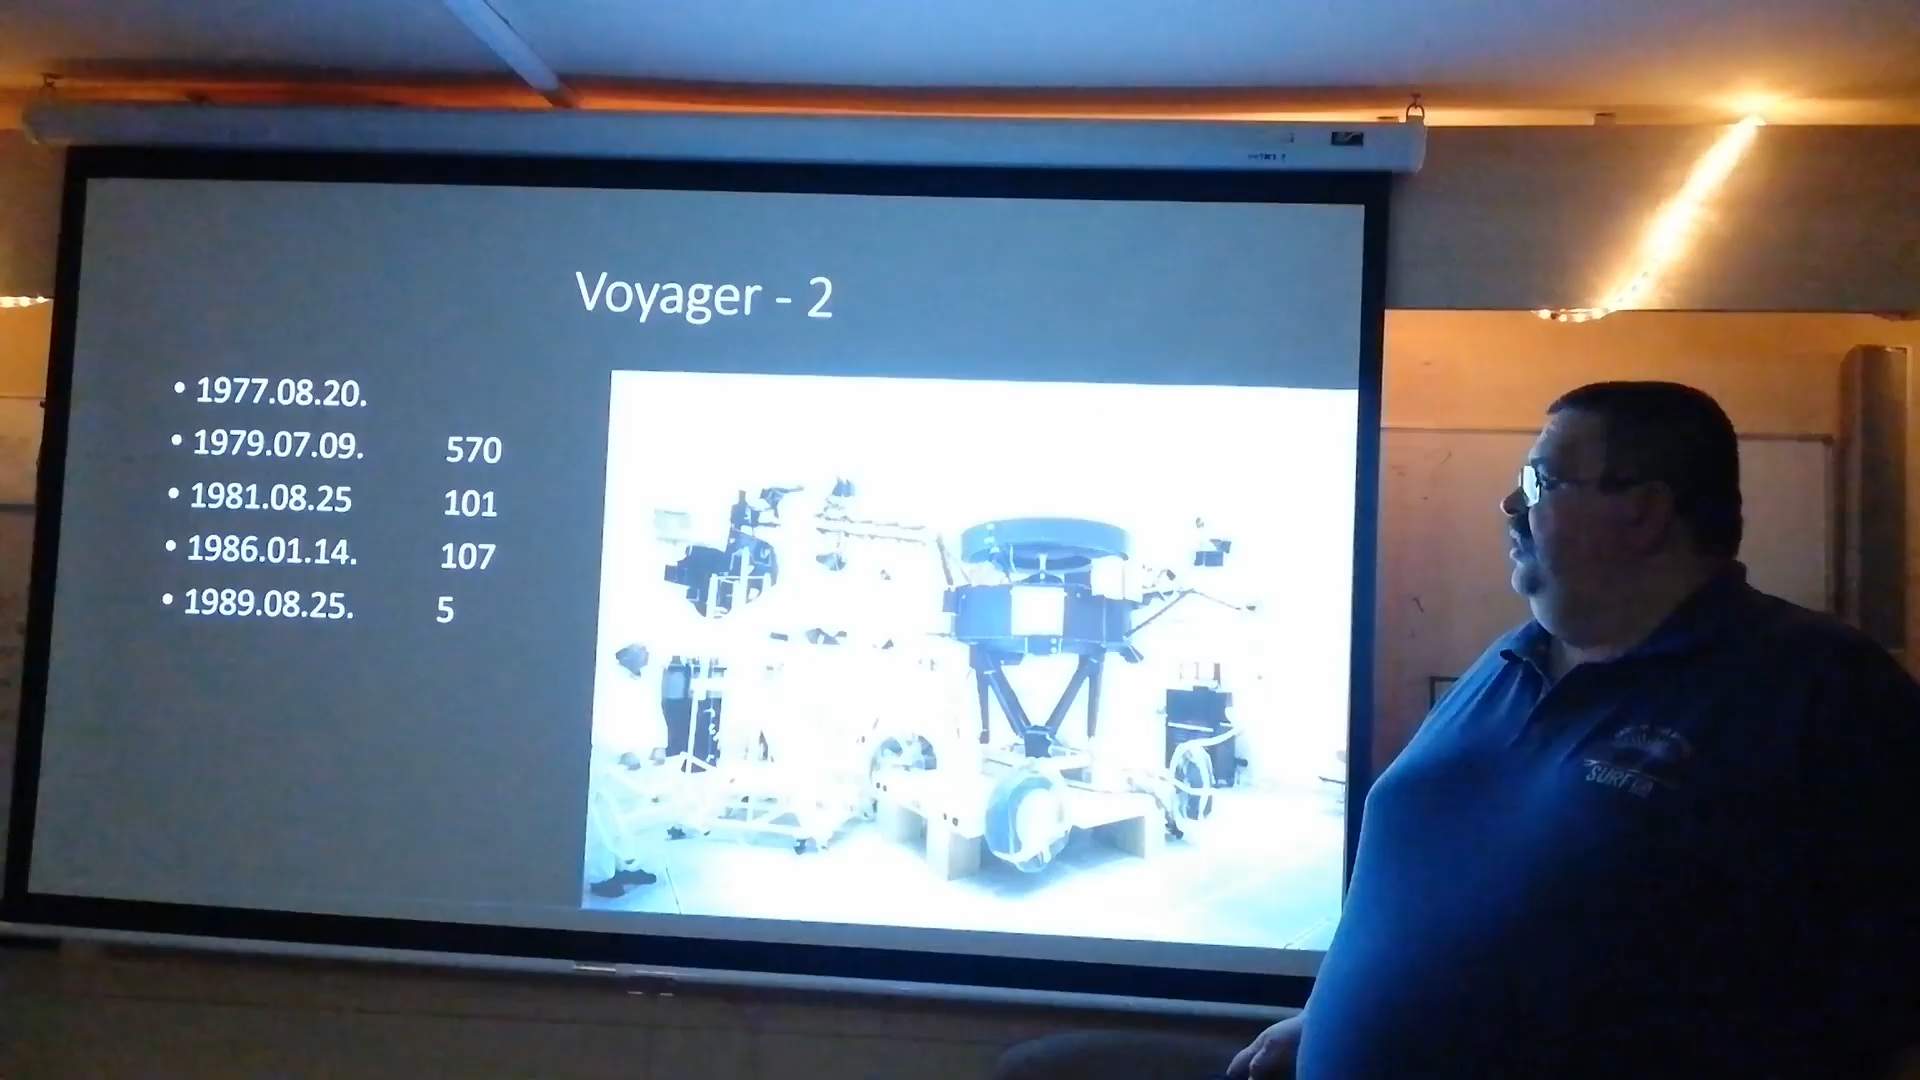 Voyager - 2
• 1977.08.20.
• 1979.07.09. 570
• 1981.08.25 101
• 1986.01.14. 107
• 1989.08.25. 5
SURF